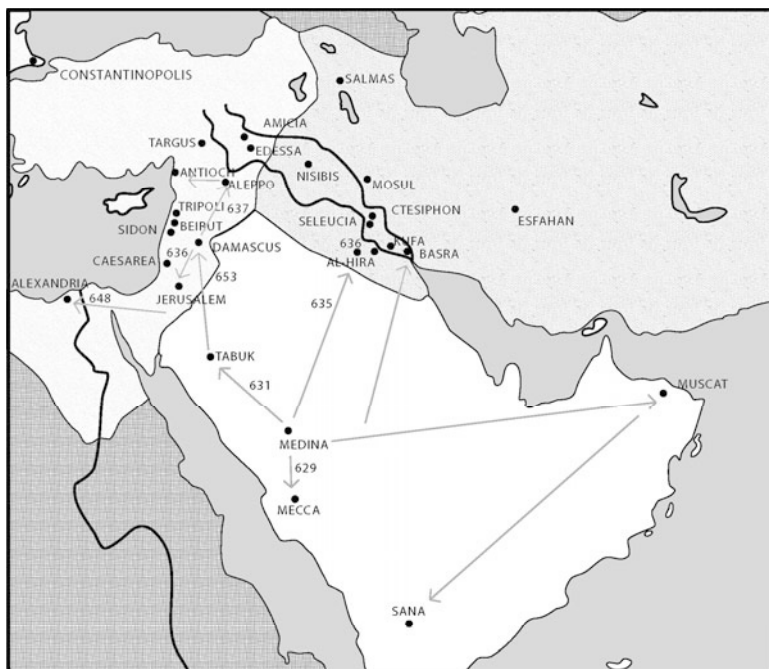 CONSTANTINOPOLIS
SALMAS
AMICIA
TARGUS
EDESSA
NISIBIS
ANTIOCH
ALEPPO
MOSUL
TRIPOLI
637
CTESIPHON
BEIPUT
SELEUCIA
ESFAHAN
SIDON
DAMASCUS
636
KUFA
636
AL-HIRA
BASRA
CAESAREA
653
ALEXANDRIA
JERUSALEM
648
635
TABUK
631
MUSCAT
MEDINA
629
MECCA
SANA